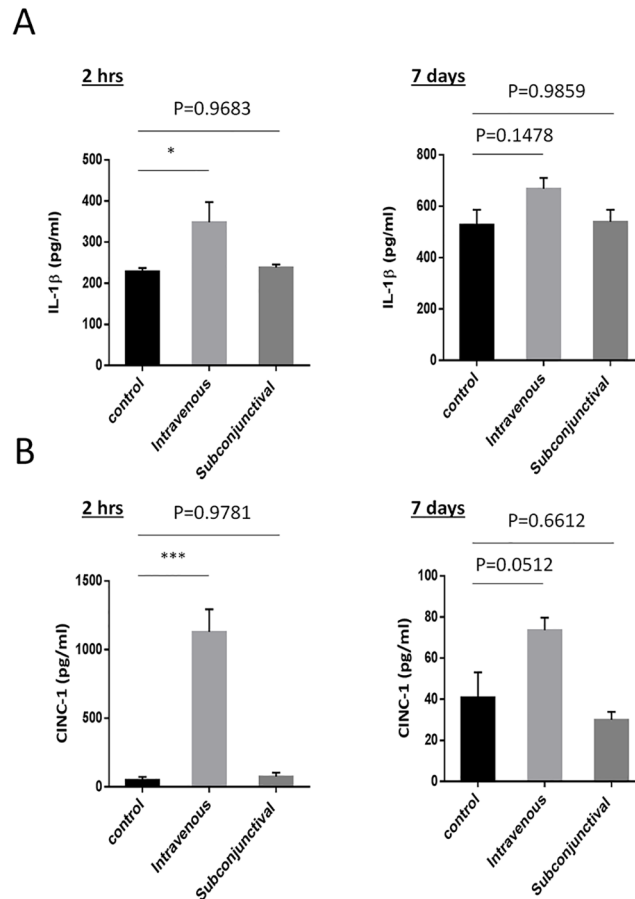 A
2 hrs
P=0.9683
*
500
400
300
200
100
0
IL-1β (pg/ml)
control
Intravenous
Subconjunctival
7 days
P=0.9859
P=0.1478
800
600
400
200
0
IL-1β (pg/ml)
control
Intravenous
Subconjunctival
B
2 hrs
P=0.9781
***
1500
1000
500
0
CINC-1 (pg/ml)
control
Intravenous
Subconjunctival
7 days
P=0.6612
P=0.0512
100
80
60
40
20
0
CINC-1 (pg/ml)
control
Intravenous
Subconjunctival